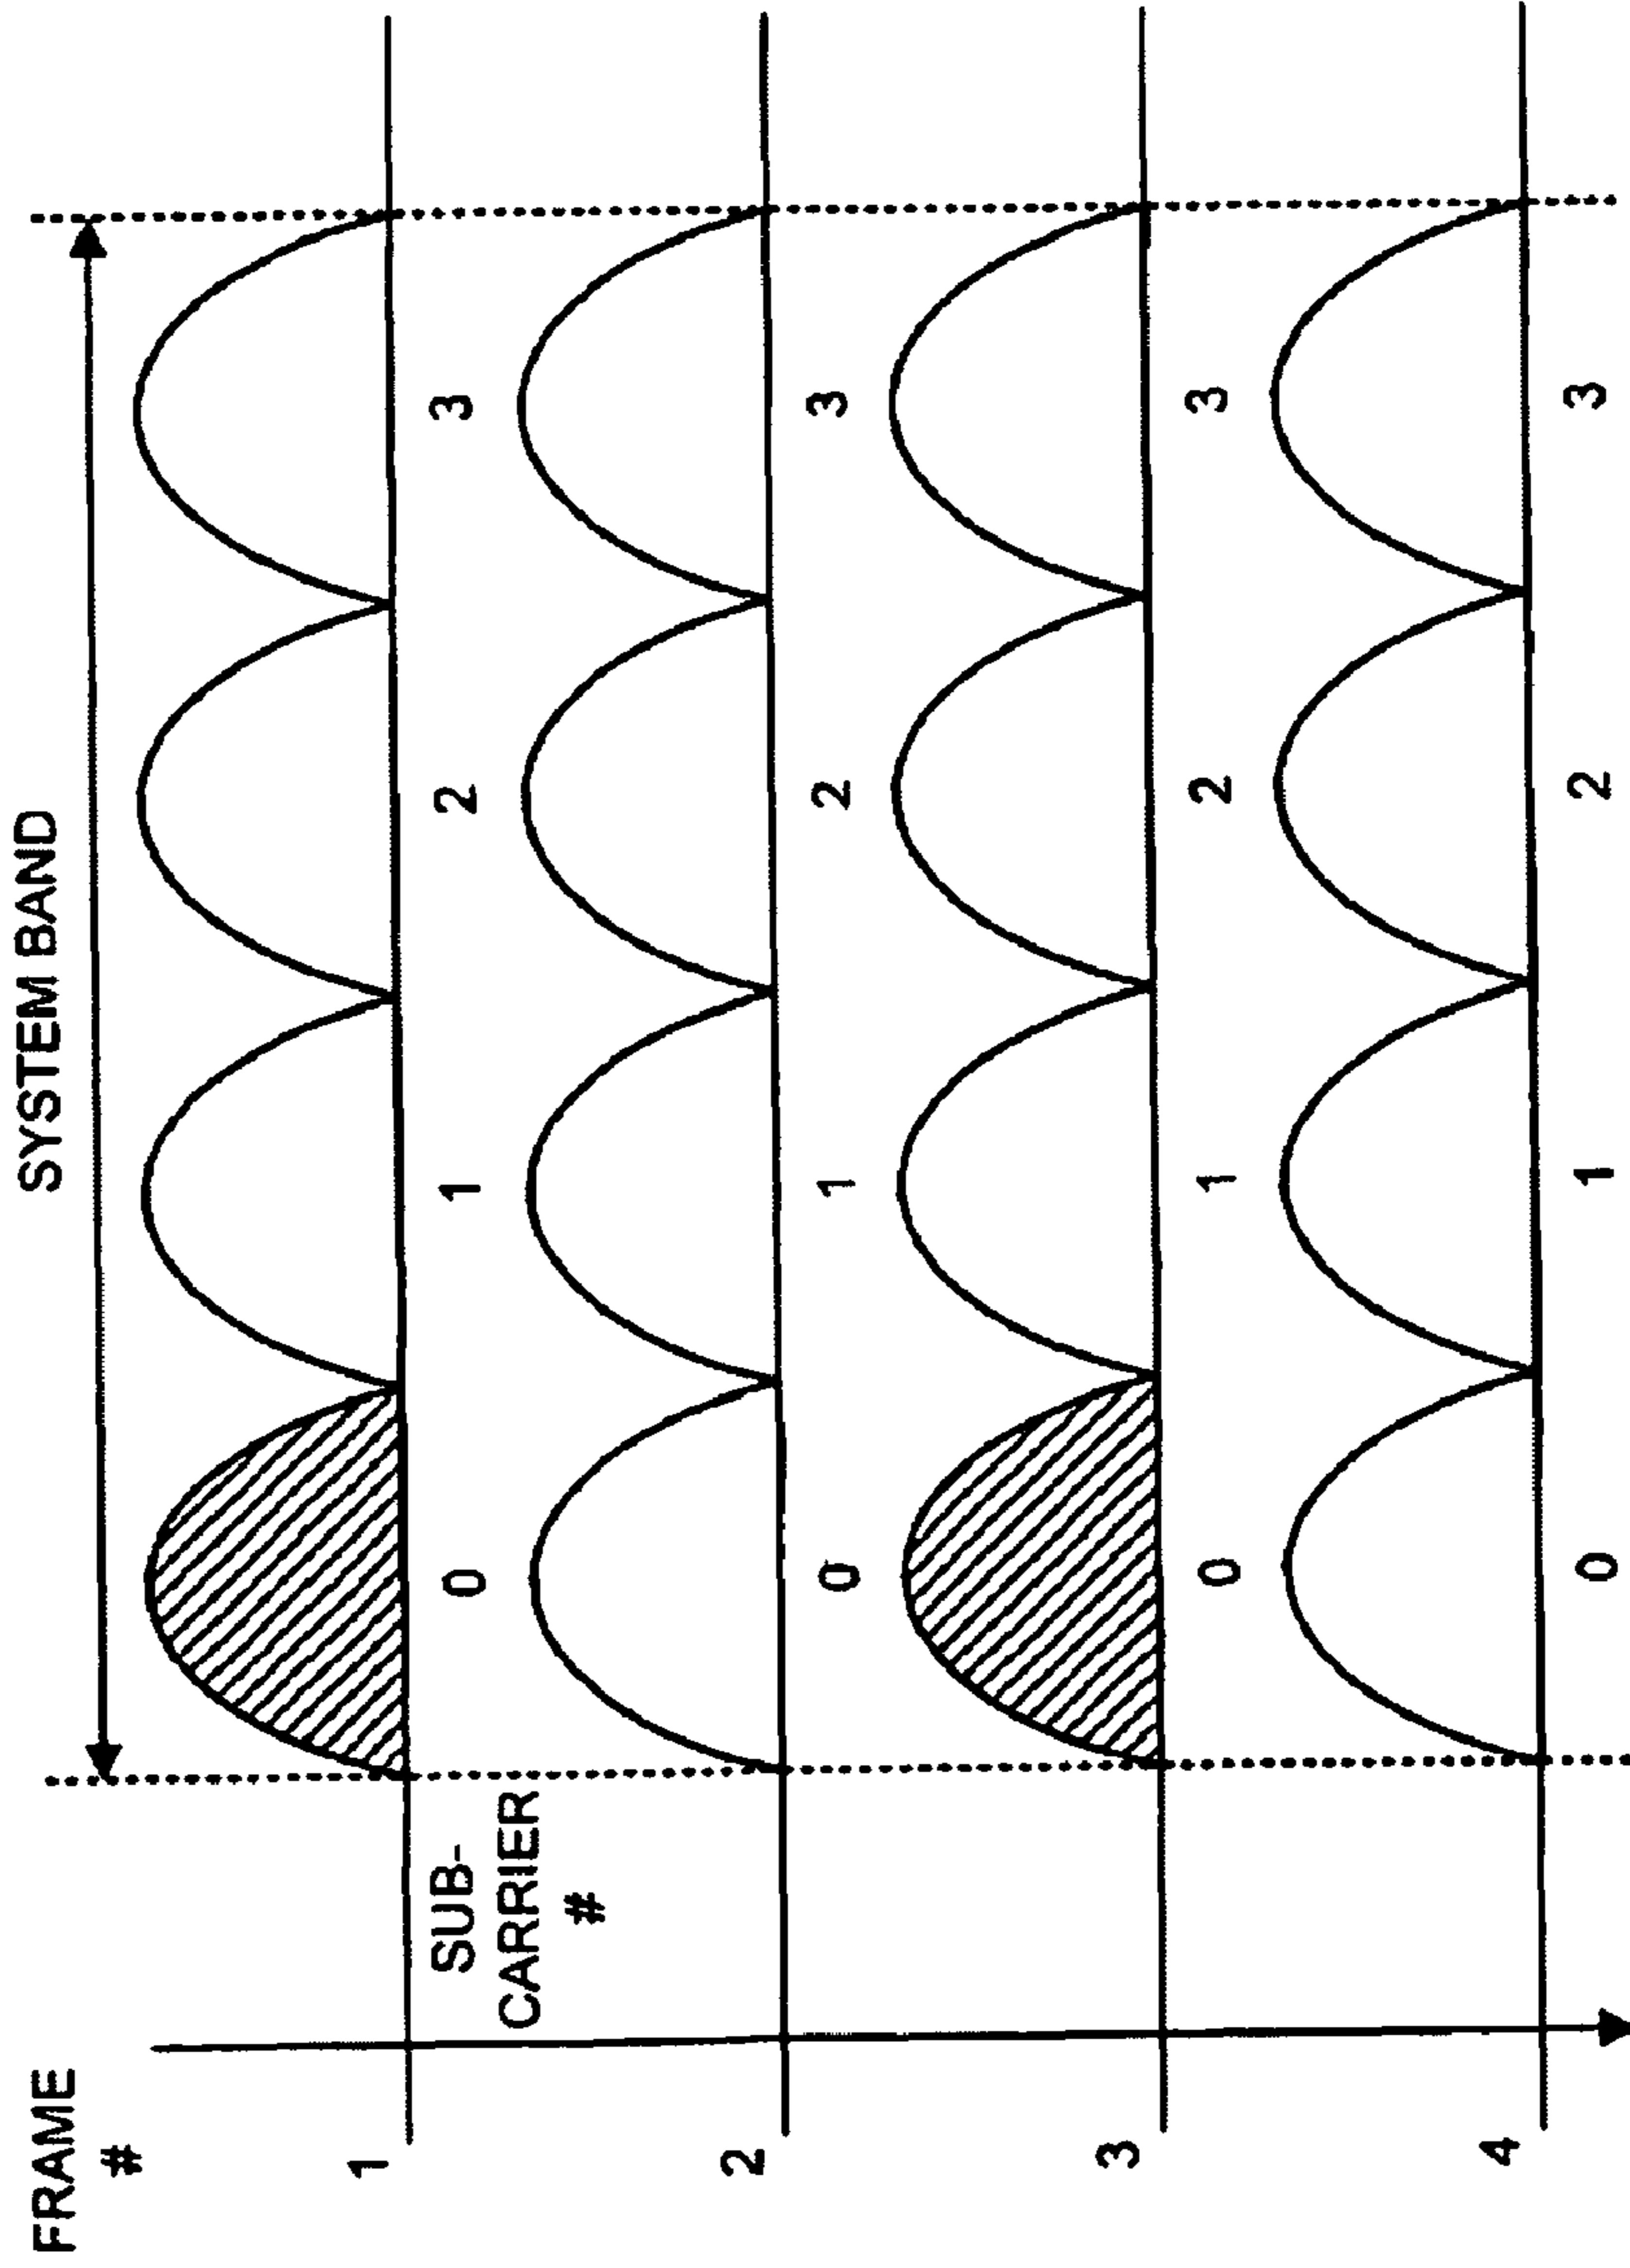 SYSTEM BAND
FRAME
#
1
SUB-
CARRIER
#
0 1 2 3
2
0 1 2 3
3
0 1 2 3
4
0 1 2 3